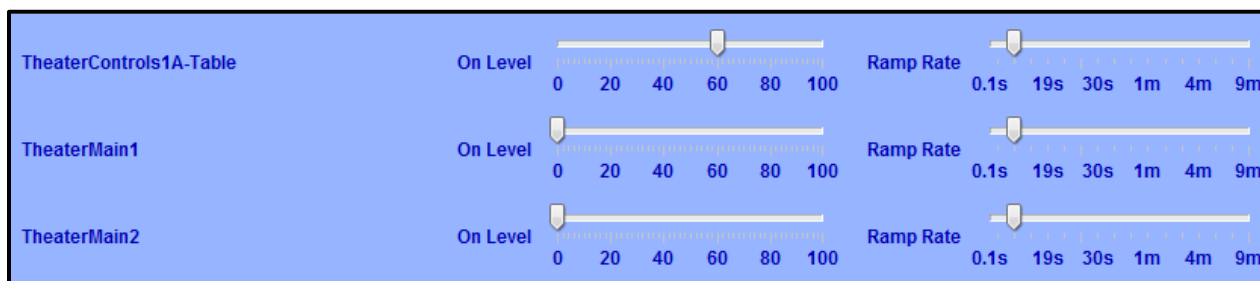 TheaterControls1A-Table On Level Ramp Rate
0 20 40 60 80 100 0.1s 19s 30s 1m 4m 9m
TheaterMain1 On Level Ramp Rate
0 20 40 60 80 100 0.1s 19s 30s 1m 4m 9m
TheaterMain2 On Level Ramp Rate
0 20 40 60 80 100 0.1s 19s 30s 1m 4m 9m